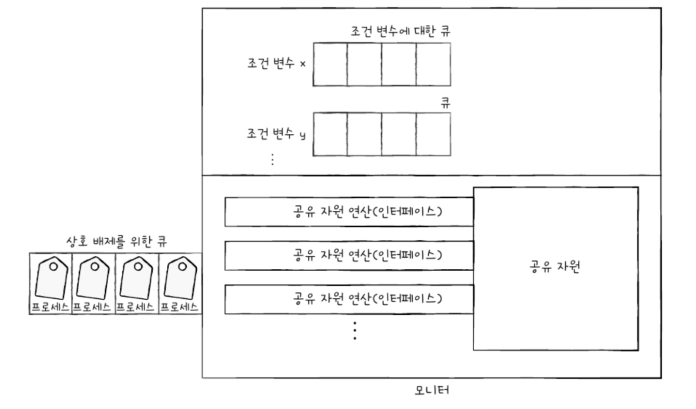 조건 변수에 대한 큐
조건 변수 x
큐
조건 변수 y
⋮
상호 배제를 위한 큐
프로세스 프로세스 프로세스 프로세스
공유 자원 연산(인터페이스)
공유 자원 연산(인터페이스)
공유 자원 연산(인터페이스)
⋮
공유 자원
모니터